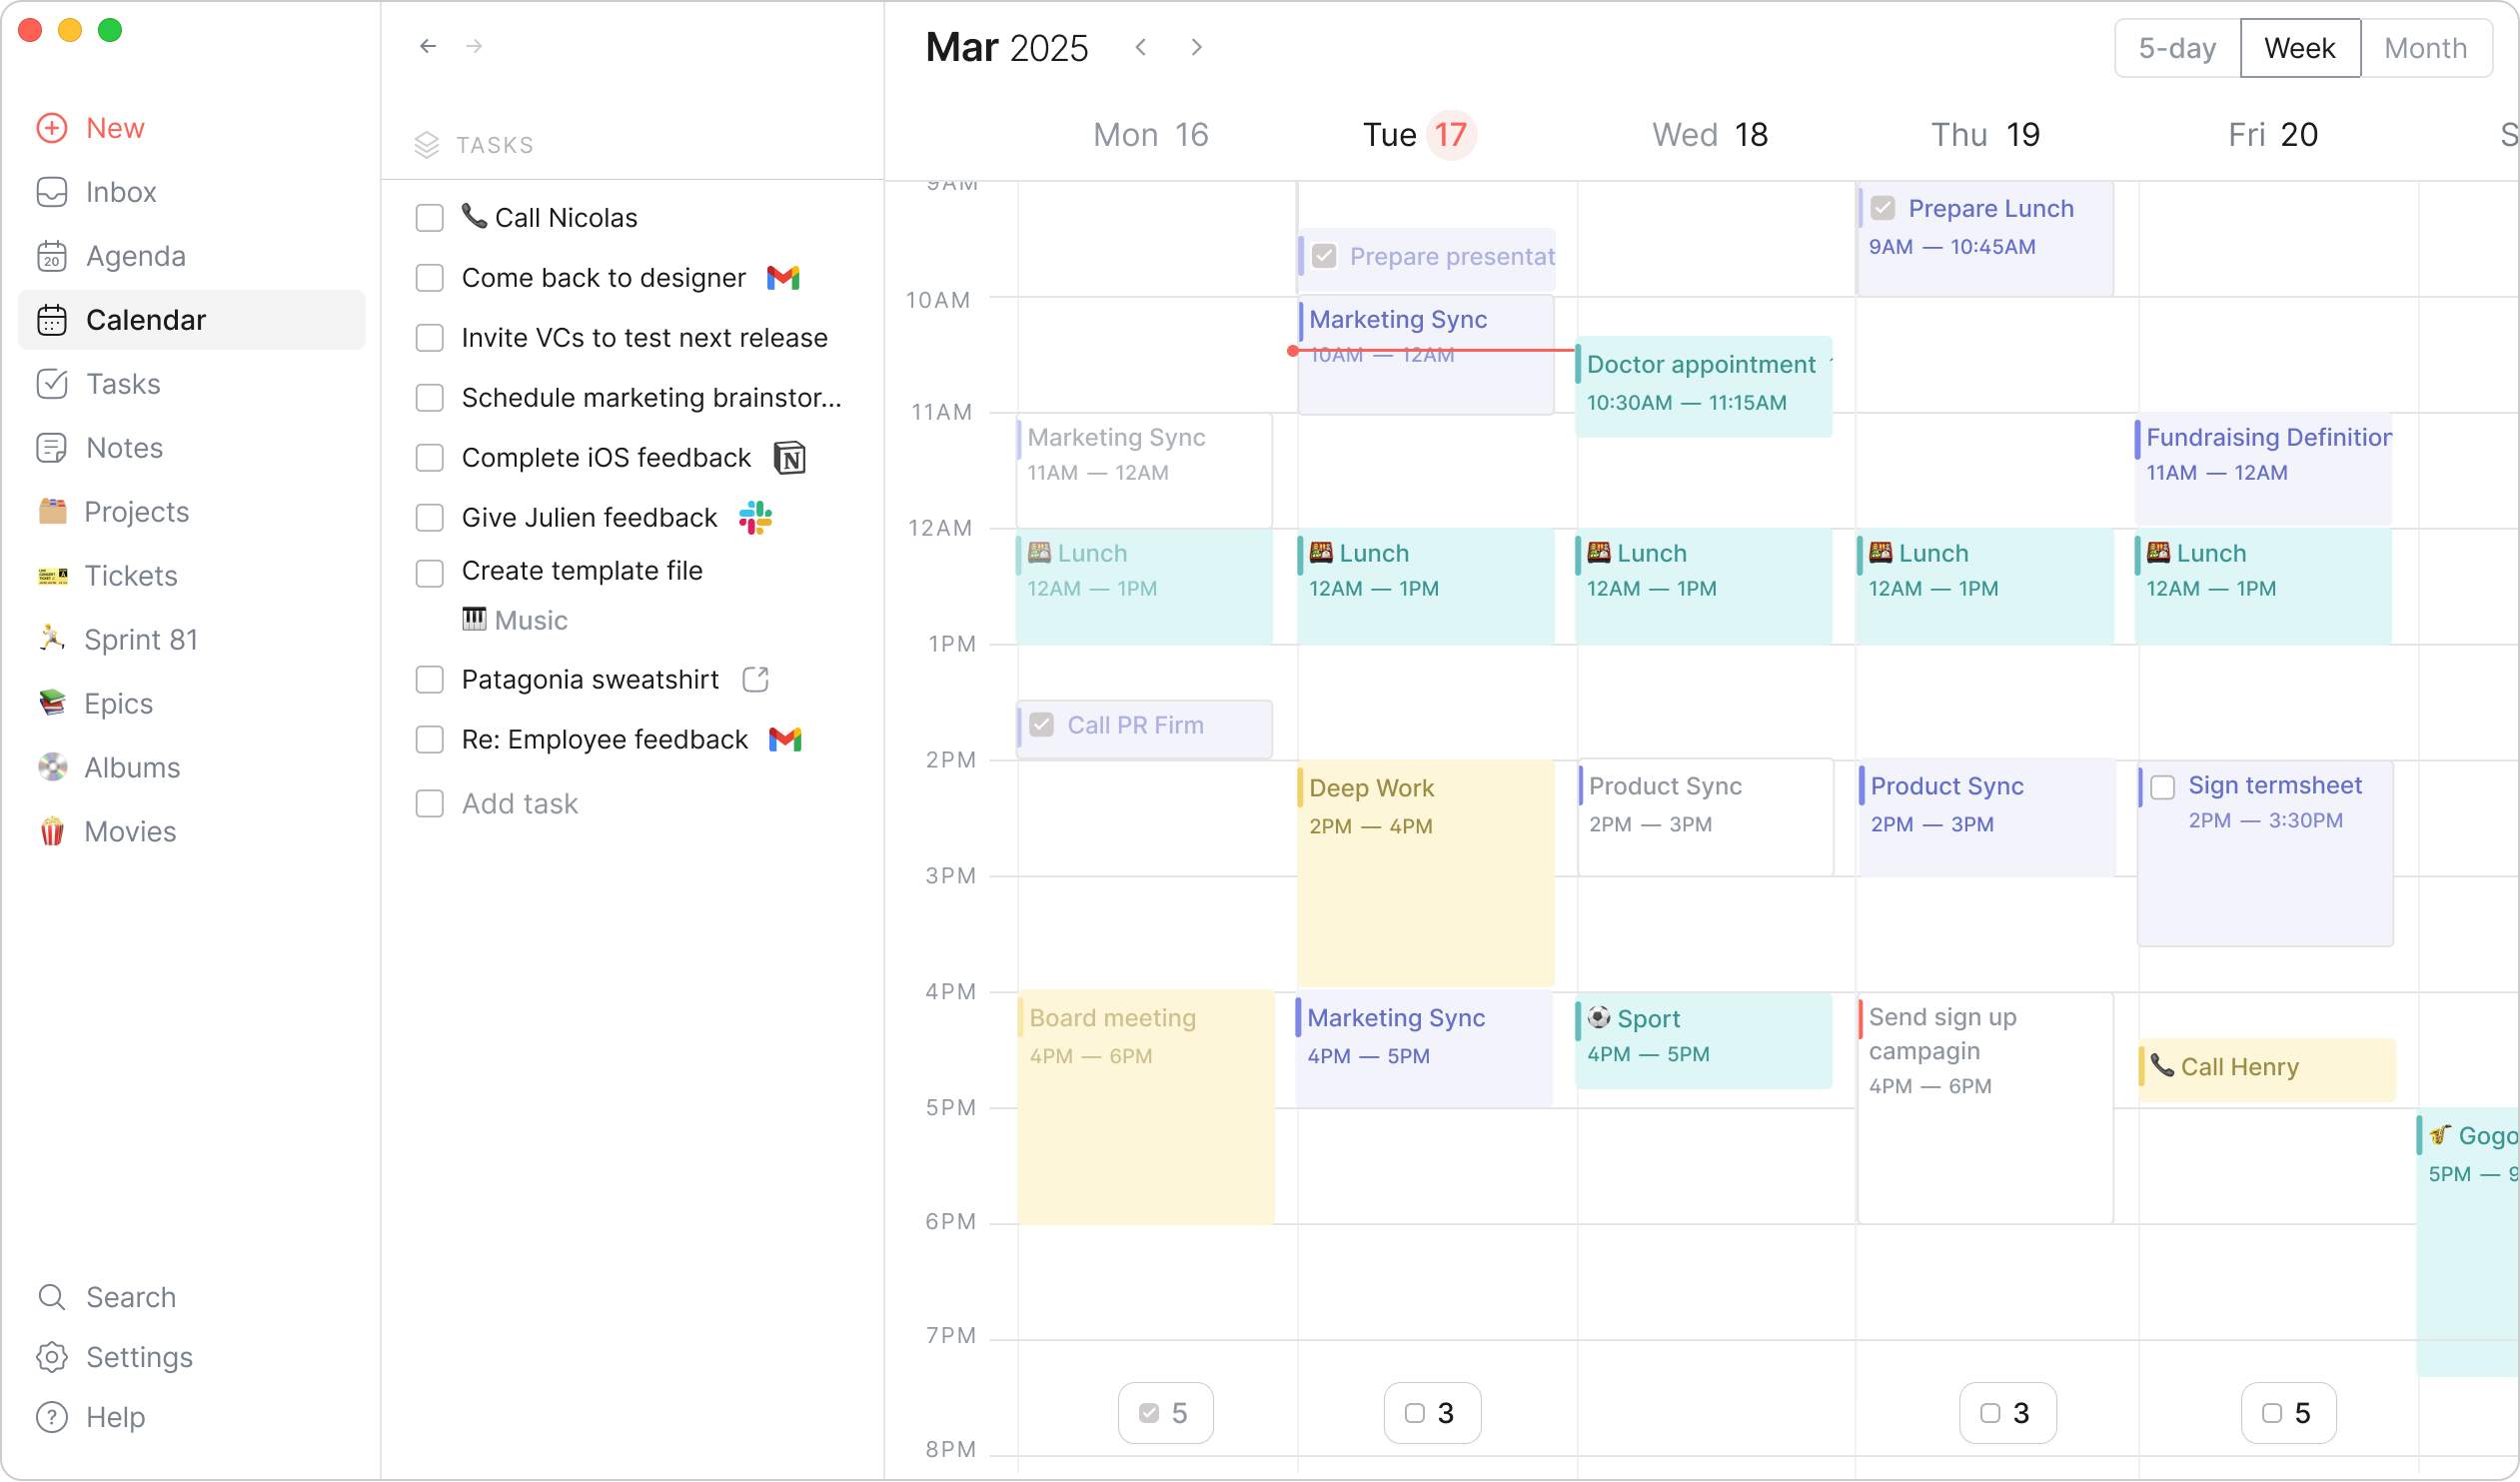 New
Inbox
20
Agenda
Calendar
Tasks
Notes
Projects
Tickets
Sprint 81
Epics
Albums
Movies
Search
Settings
? Help
TASKS
Call Nicolas
Come back to designer
Invite VCs to test next release
Schedule marketing brainstor...
Complete iOS feedback
Give Julien feedback
Create template file
Music
Patagonia sweatshirt
Re: Employee feedback
Add task
Mar 2025
5-day Week Month
Mon 16 Tue 17 Wed 18 Thu 19 Fri 20 S
9AM
10AM
11AM
12AM
1PM
2PM
3PM
4PM
5PM
6PM
7PM
8PM
Marketing Sync
11AM — 12AM
Lunch
12AM — 1PM
Call PR Firm
Board meeting
4PM — 6PM
5
Prepare presentat
Marketing Sync
10AM — 12AM
Lunch
12AM — 1PM
Deep Work
2PM — 4PM
Marketing Sync
4PM — 5PM
3
Doctor appointment
10:30AM — 11:15AM
Lunch
12AM — 1PM
Product Sync
2PM — 3PM
Sport
4PM — 5PM
Prepare Lunch
9AM — 10:45AM
Lunch
12AM — 1PM
Product Sync
2PM — 3PM
Send sign up
campagin
4PM — 6PM
3
Fundraising Definition
11AM — 12AM
Lunch
12AM — 1PM
Sign termsheet
2PM — 3:30PM
Call Henry
5
Gogo
5PM — 9